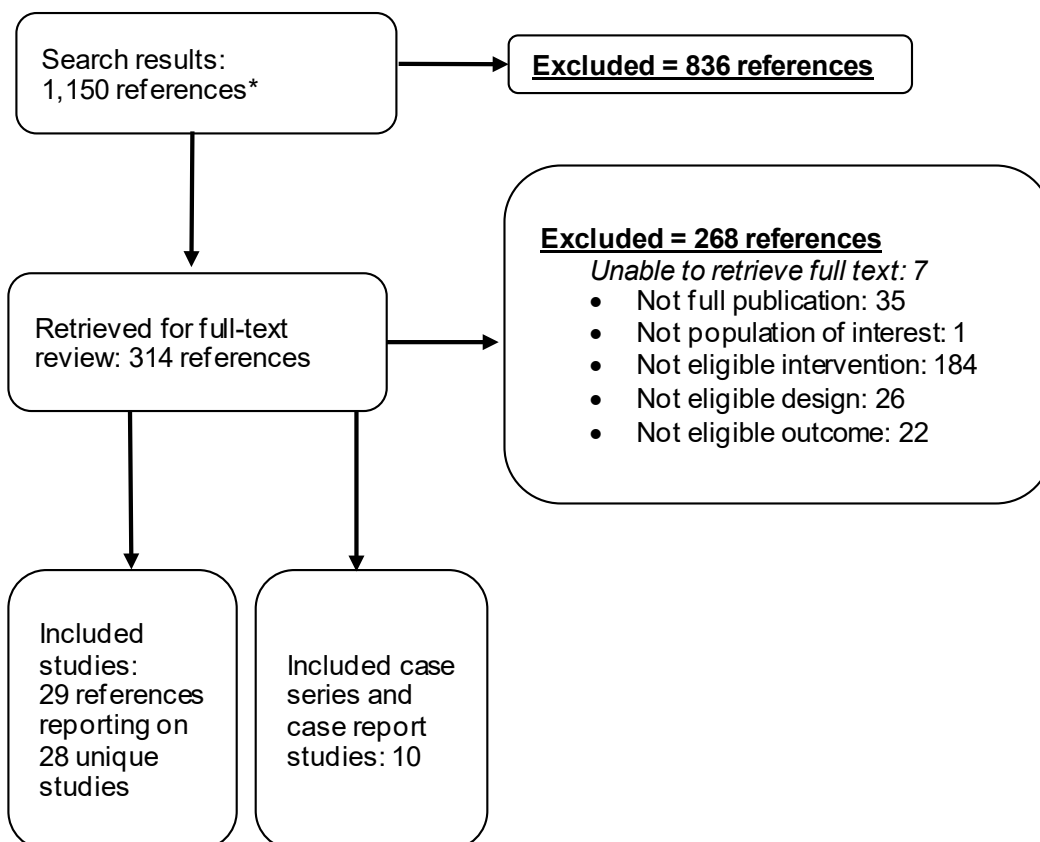 Search results:
1,150 references*
Excluded = 836 references
Excluded = 268 references
Unable to retrieve full text: 7
• Not full publication: 35
• Not population of interest: 1
• Not eligible intervention: 184
• Not eligible design: 26
• Not eligible outcome: 22
Retrieved for full-text
review: 314 references
Included
studies:
29 references
reporting on
28 unique
studies
Included case
series and
case report
studies: 10